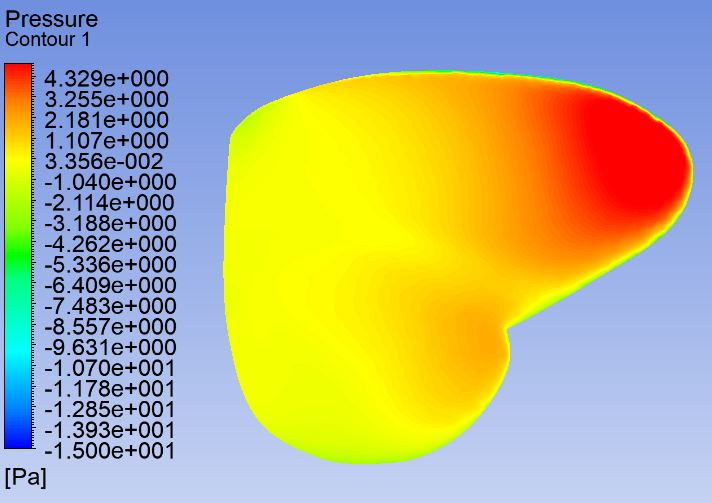 Pressure
Contour 1
4.329e+000
3.255e+000
2.181e+000
1.107e+000
3.356e-002
-1.040e+000
-2.114e+000
-3.188e+000
-4.262e+000
-5.336e+000
-6.409e+000
-7.483e+000
-8.557e+000
-9.631e+000
-1.070e+001
-1.178e+001
-1.285e+001
-1.393e+001
-1.500e+001
[Pa]